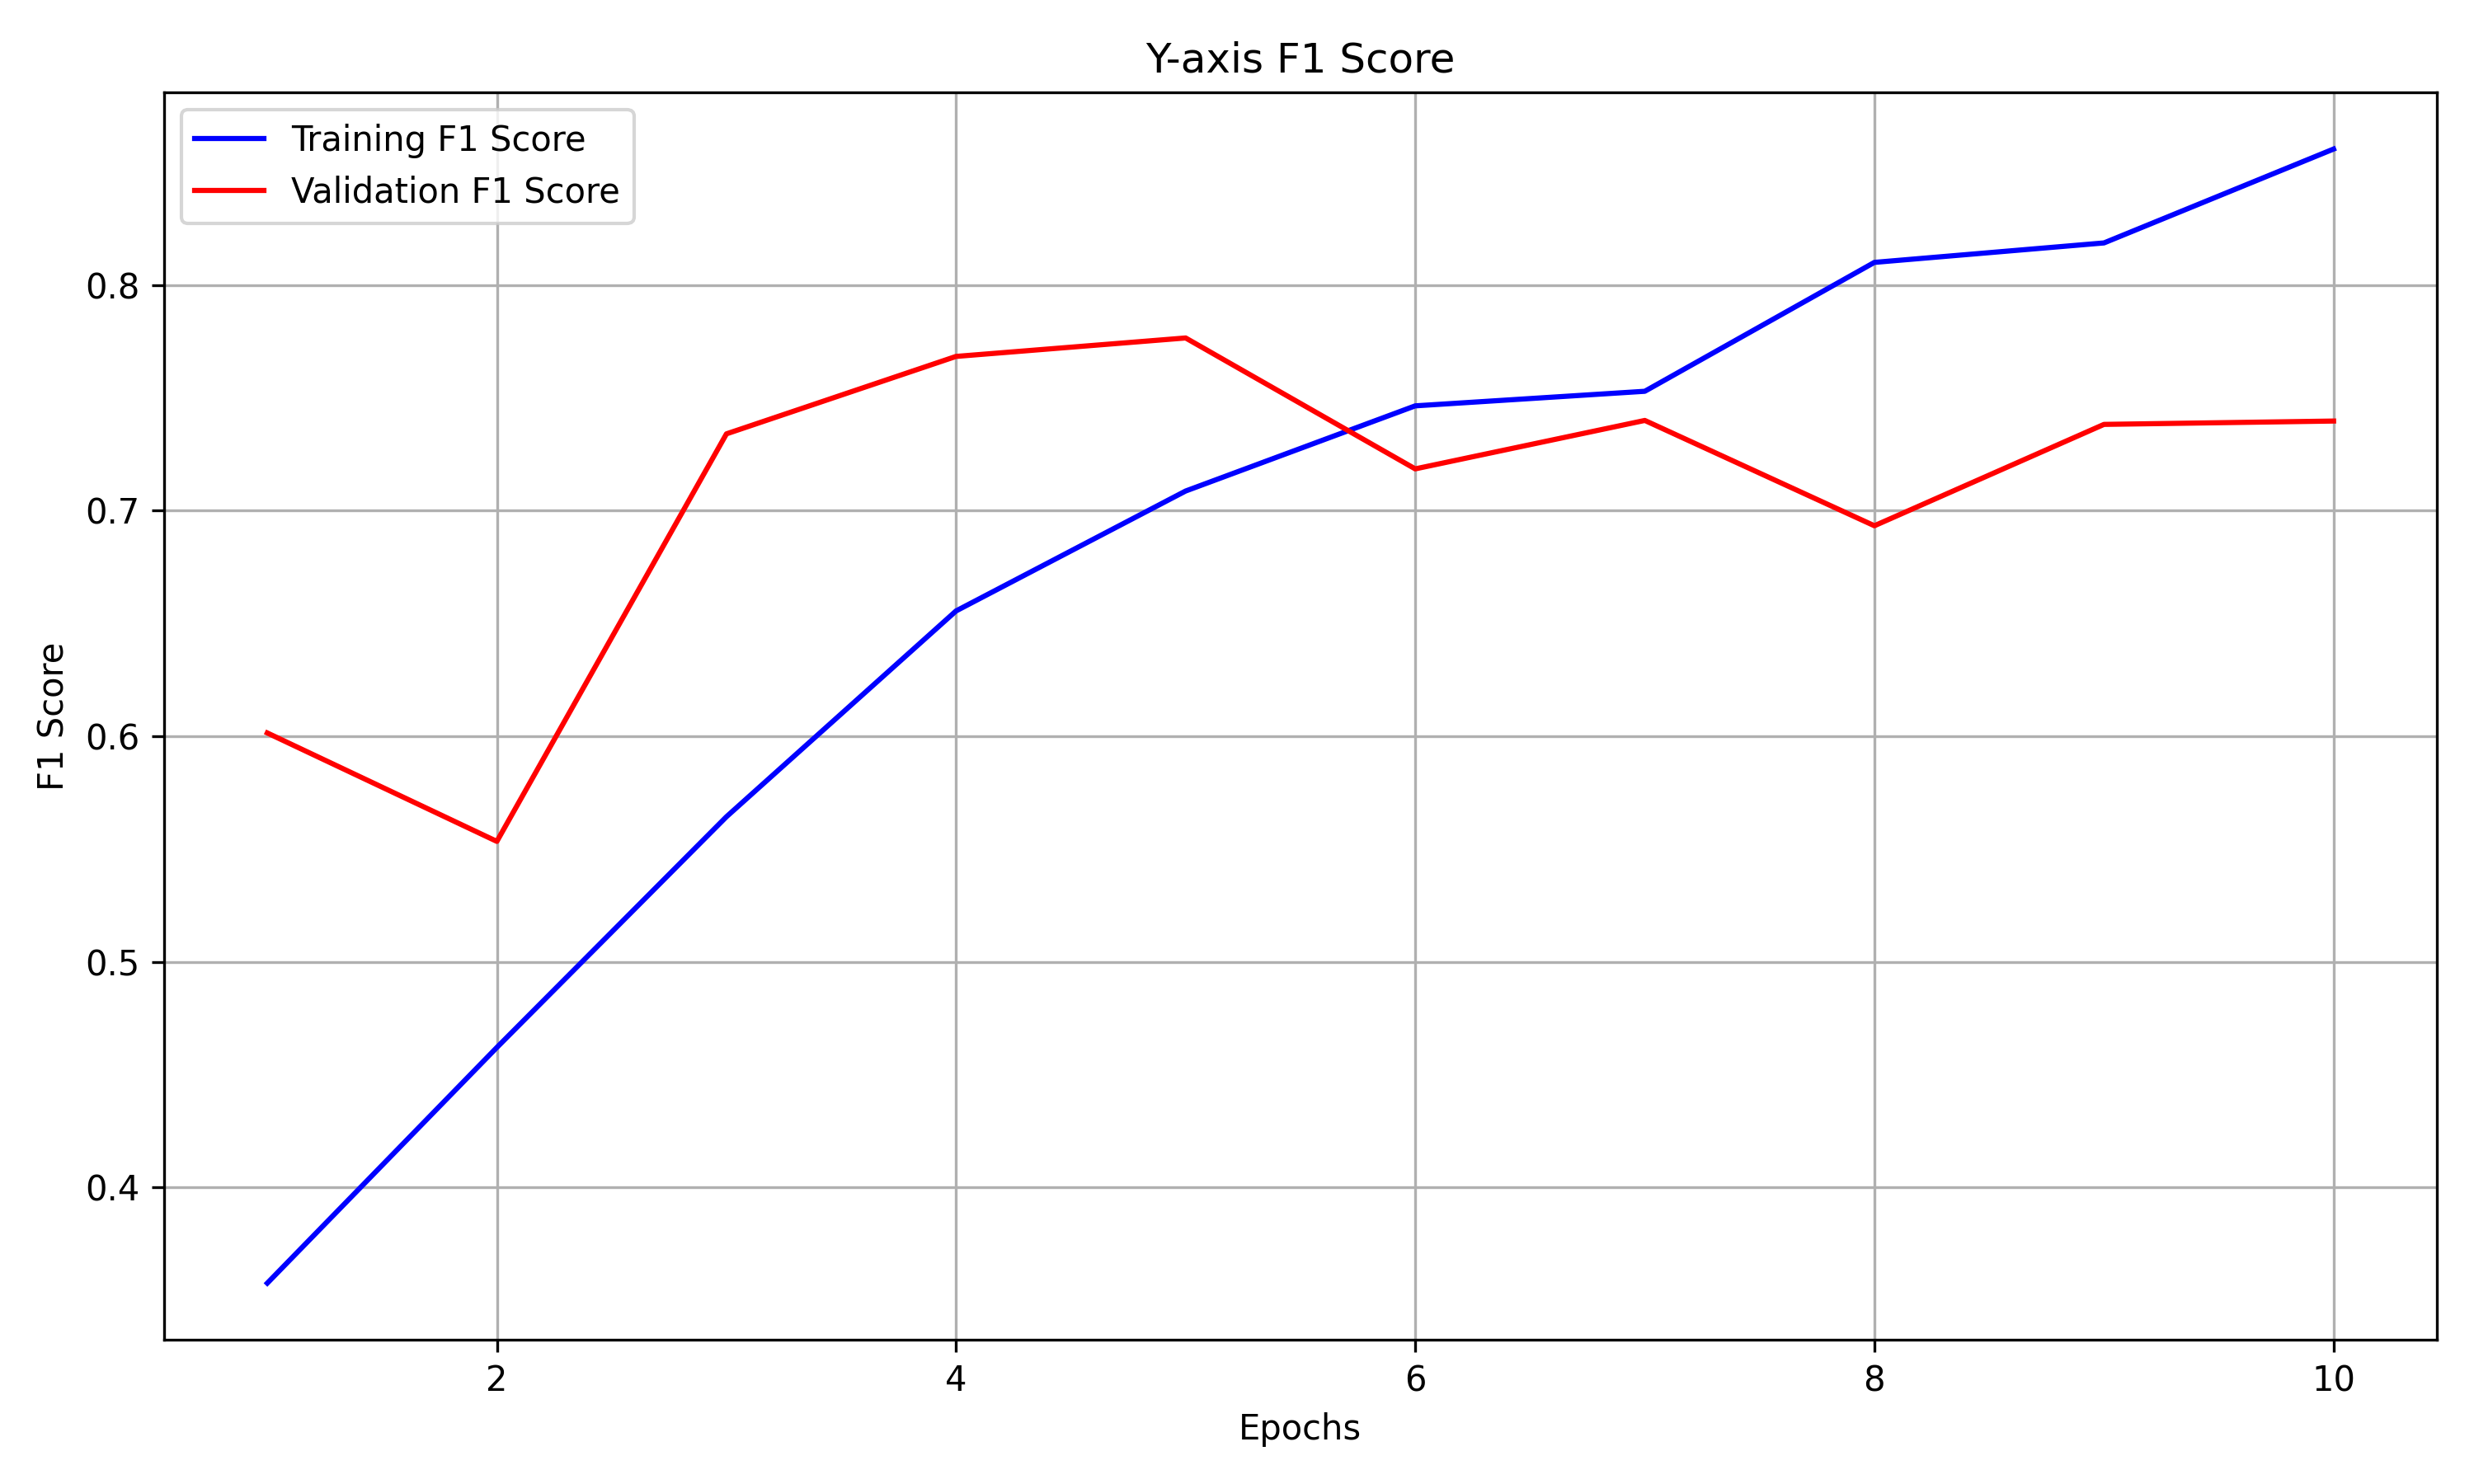 Y-axis F1 Score
Training F1 Score
Validation F1 Score
0.8
0.7
0.6
0.5
0.4
F1 Score
2 4 6 8 10
Epochs